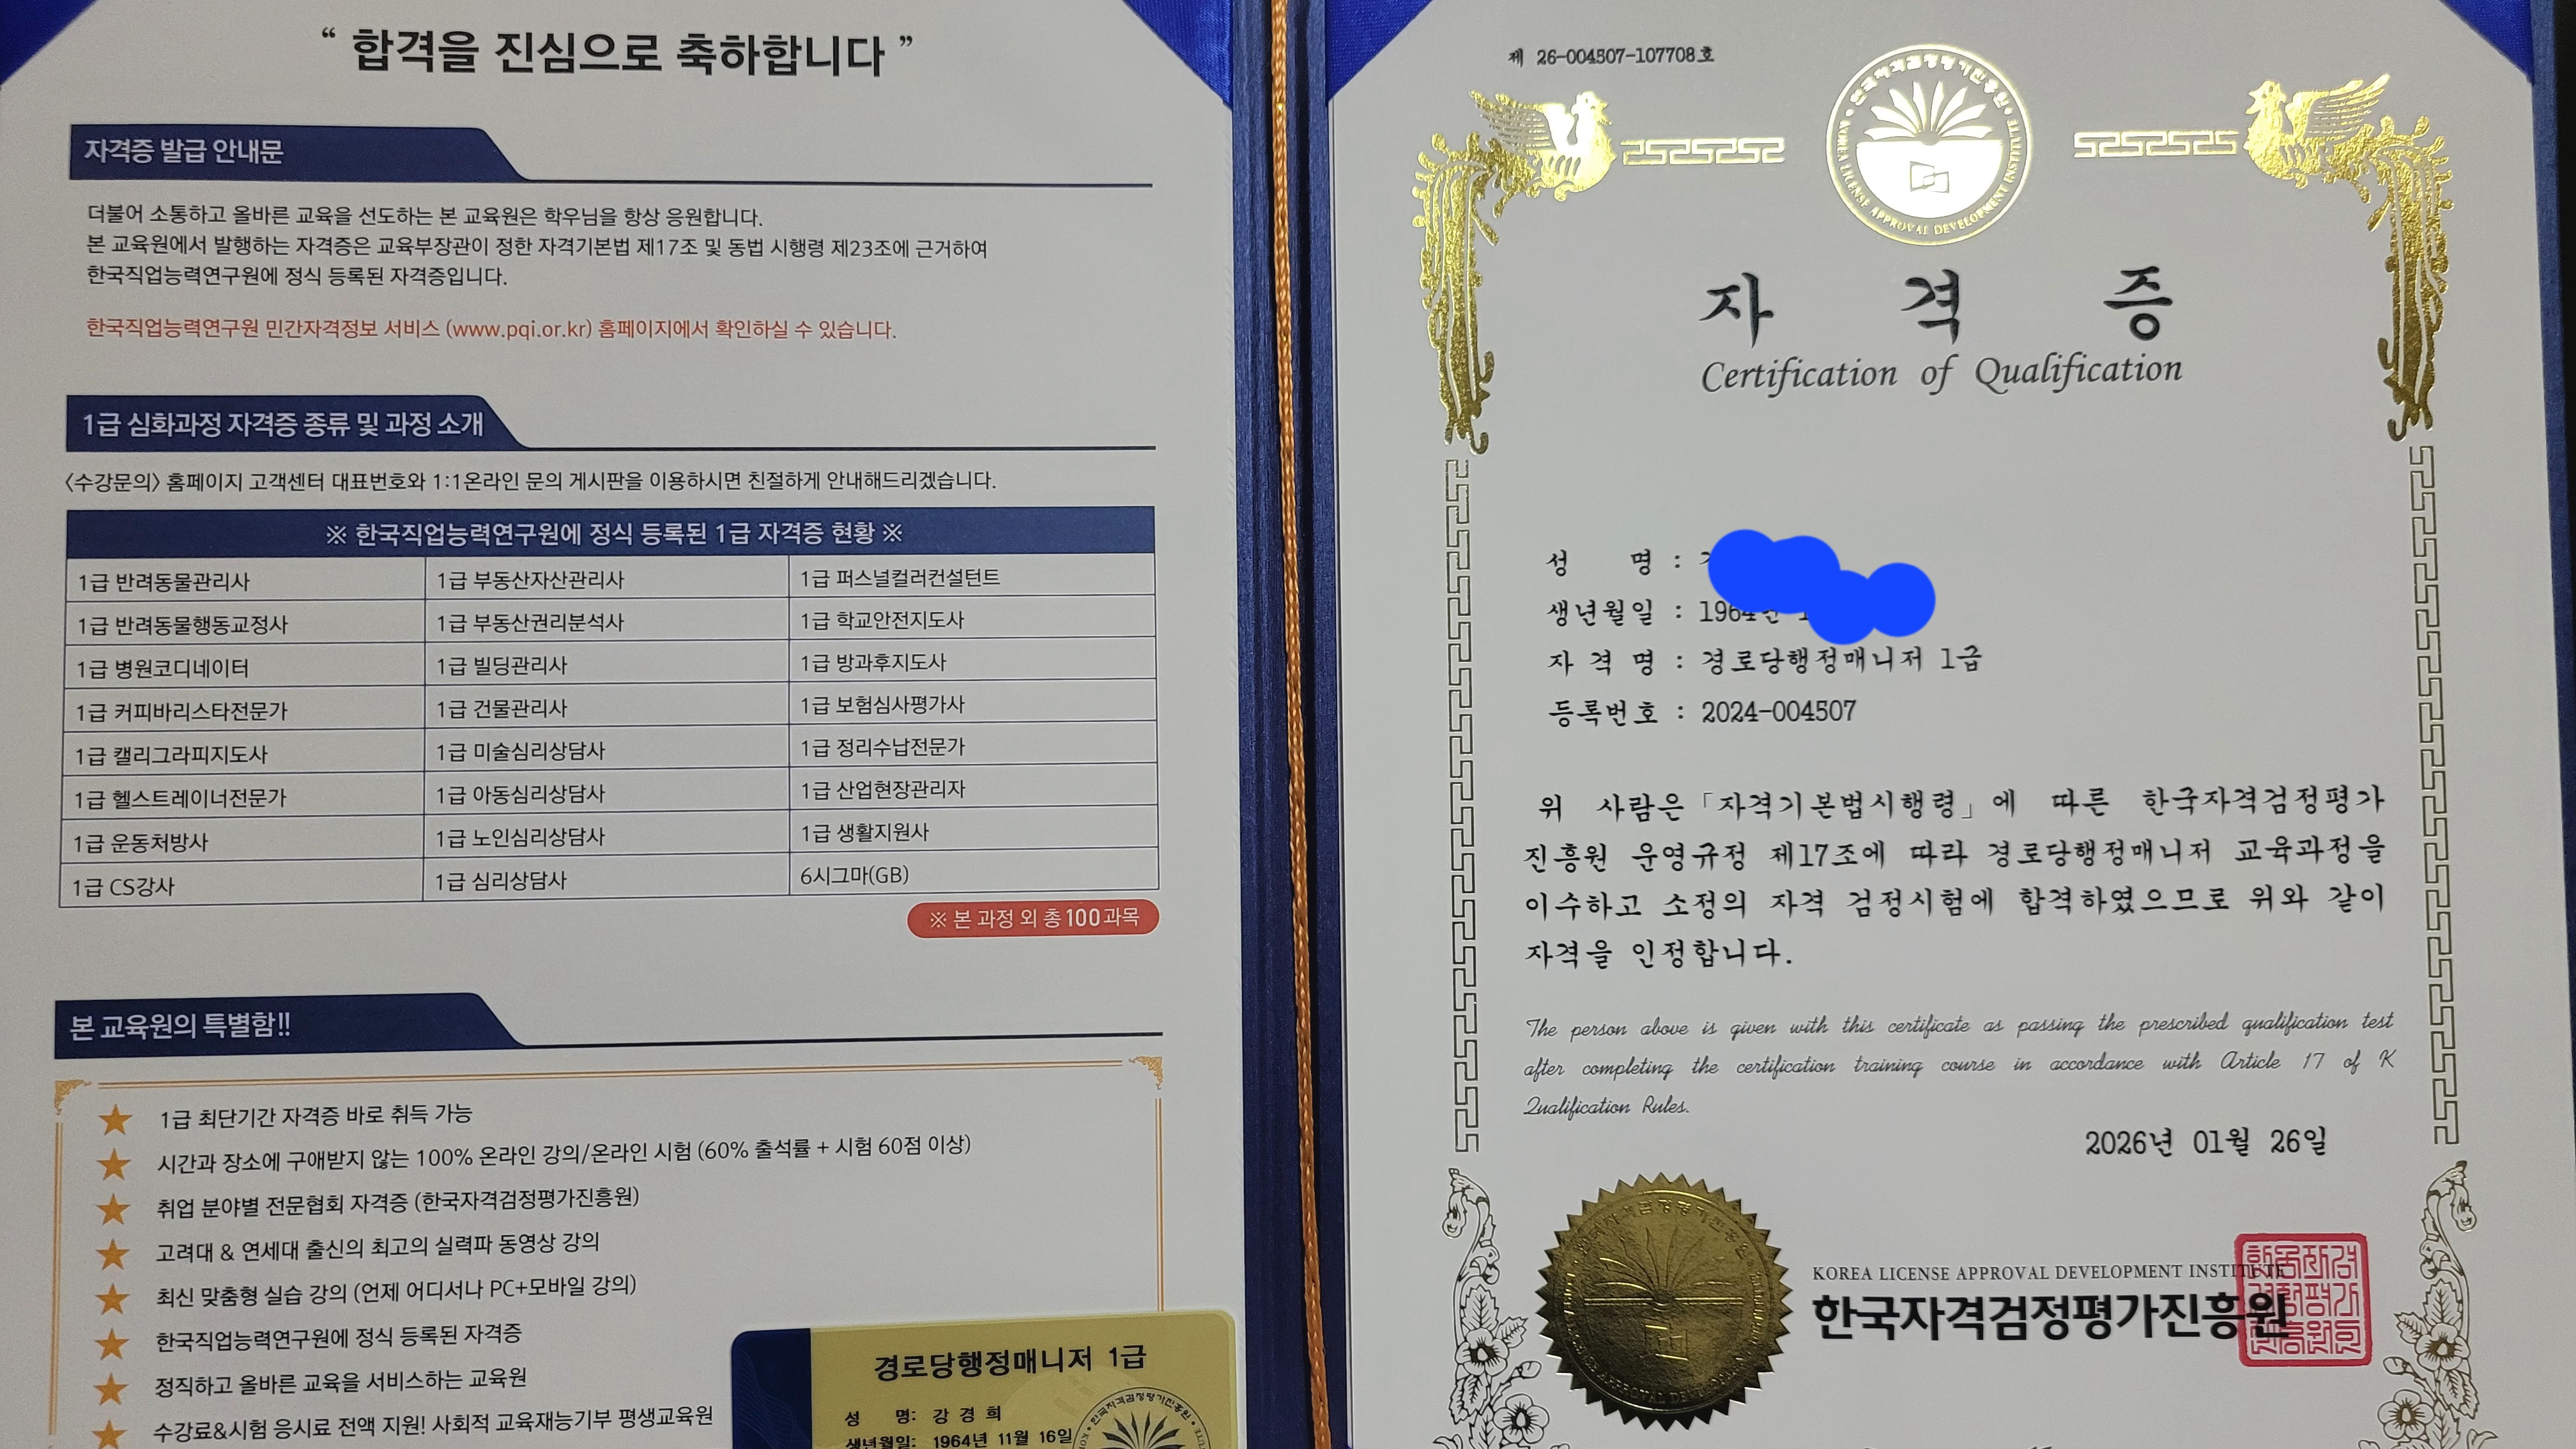 “ 합격을 진심으로 축하합니다 ”
자격증 발급 안내문
더불어 소통하고 올바른 교육을 선도하는 본 교육원은 학우님을 항상 응원합니다.
본 교육원에서 발행하는 자격증은 교육부장관이 정한 자격기본법 제17조 및 동법 시행령 제23조에 근거하여
한국직업능력연구원에 정식 등록된 자격증입니다.
한국직업능력연구원 민간자격정보 서비스 (www.pqi.or.kr) 홈페이지에서 확인하실 수 있습니다.
1급 심화과정 자격증 종류 및 과정 소개
<수강문의> 홈페이지 고객센터 대표번호와 1:1온라인 문의 게시판을 이용하시면 친절하게 안내해드리겠습니다.
※ 한국직업능력연구원에 정식 등록된 1급 자격증 현황 ※
1급 반려동물관리사 1급 부동산자산관리사 1급 퍼스널컬러컨설턴트
1급 반려동물행동교정사 1급 부동산권리분석사 1급 학교안전지도사
1급 병원코디네이터 1급 빌딩관리사 1급 방과후지도사
1급 커피바리스타전문가 1급 건물관리사 1급 보험심사평가사
1급 캘리그라피지도사 1급 미술심리상담사 1급 정리수납전문가
1급 헬스트레이너전문가 1급 아동심리상담사 1급 산업현장관리자
1급 운동처방사 1급 노인심리상담사 1급 생활지원사
1급 CS강사 1급 심리상담사 6시그마(GB)
※ 본 과정 외 총 100과목
본 교육원의 특별함!!
1급 최단기간 자격증 바로 취득 가능
시간과 장소에 구애받지 않는 100% 온라인 강의/온라인 시험 (60% 출석률 + 시험 60점 이상)
취업 분야별 전문협회 자격증 (한국자격검정평가진흥원)
고려대 & 연세대 출신의 최고의 실력파 동영상 강의
최신 맞춤형 실습 강의 (언제 어디서나 PC+모바일 강의)
한국직업능력연구원에 정식 등록된 자격증
정직하고 올바른 교육을 서비스하는 교육원
수강료&시험 응시료 전액 지원! 사회적 교육재능기부 평생교육원
경로당행정매니저 1급
성 명: 강 경 희
생년월일: 1964년 11월 16일
제 26-004507-107708호
한국자격검정평가진흥원
KOREA LICENSE APPROVAL DEVELOPMENT INSTITUTE
자 격 증
Certification of Qualification
성 명 :
생년월일 : 1964년
자 격 명 : 경로당행정매니저 1급
등록번호 : 2024-004507
위 사람은 「자격기본법시행령」에 따른 한국자격검정평가
진흥원 운영규정 제17조에 따라 경로당행정매니저 교육과정을
이수하고 소정의 자격 검정시험에 합격하였으므로 위와 같이
자격을 인정합니다.
The person above is given with this certificate as passing the prescribed qualification test
after completing the certification training course in accordance with Article 17 of K
Qualification Rules.
2026년 01월 26일
KOREA LICENSE APPROVAL DEVELOPMENT INSTITUTE
한국자격검정평가진흥원